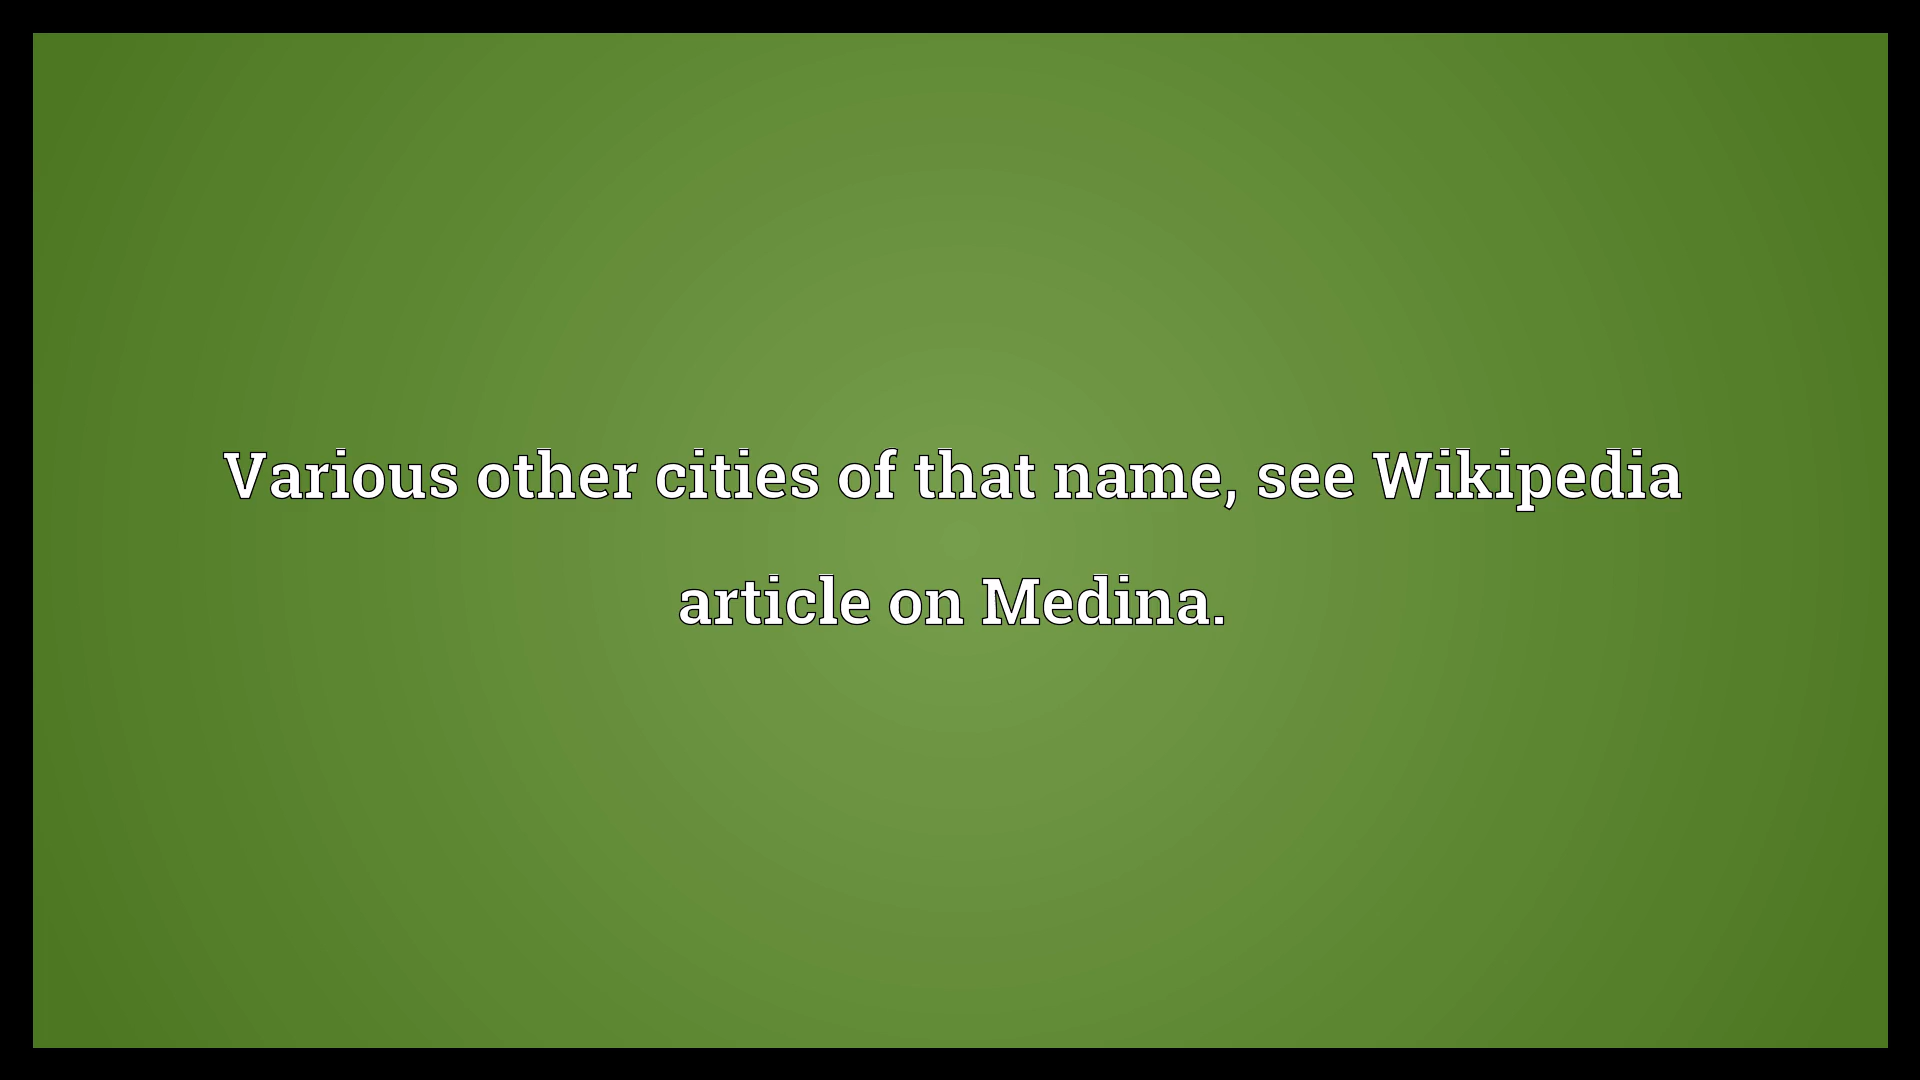 Various other cities of that name, see Wikipedia
article on Medina.